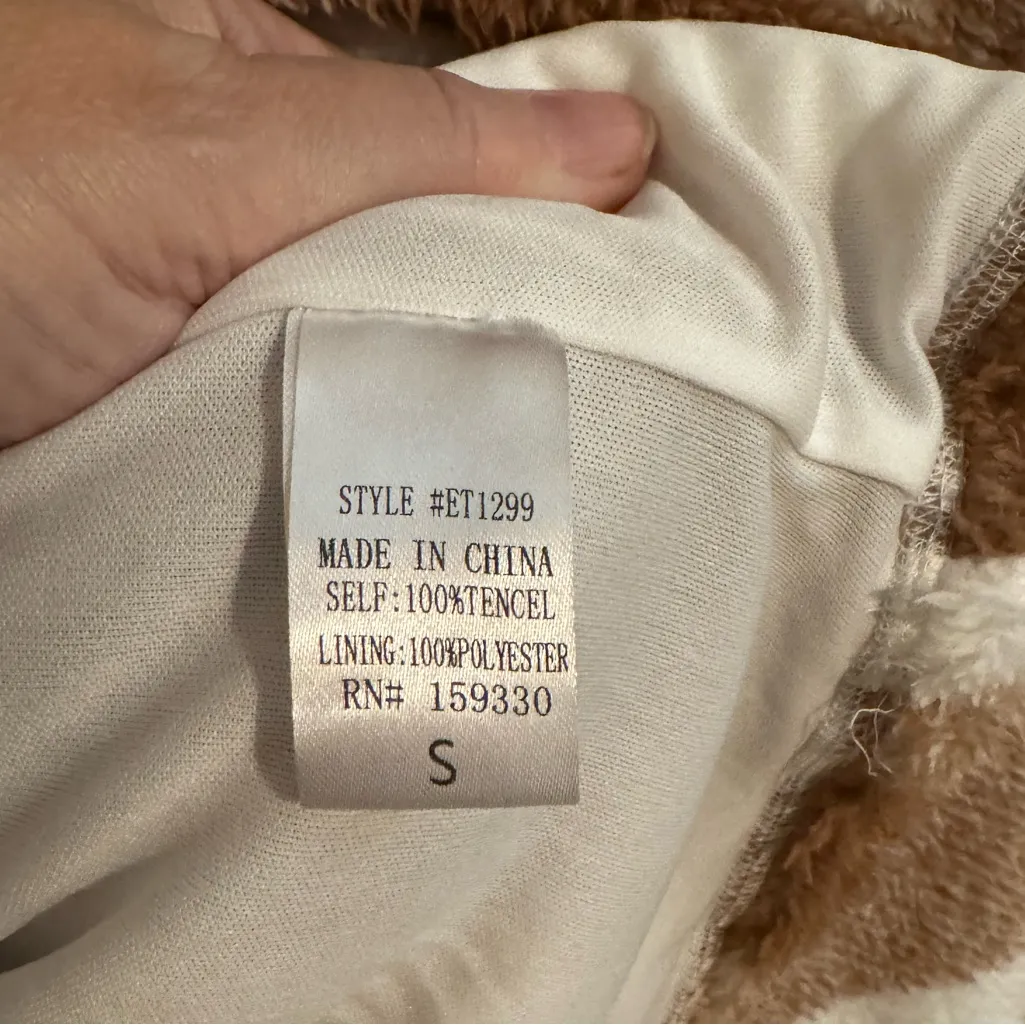 STYLE #ET1299
MADE IN CHINA
SELF:100%TENCEL
LINING:100%POLYESTER
RN# 159330
S